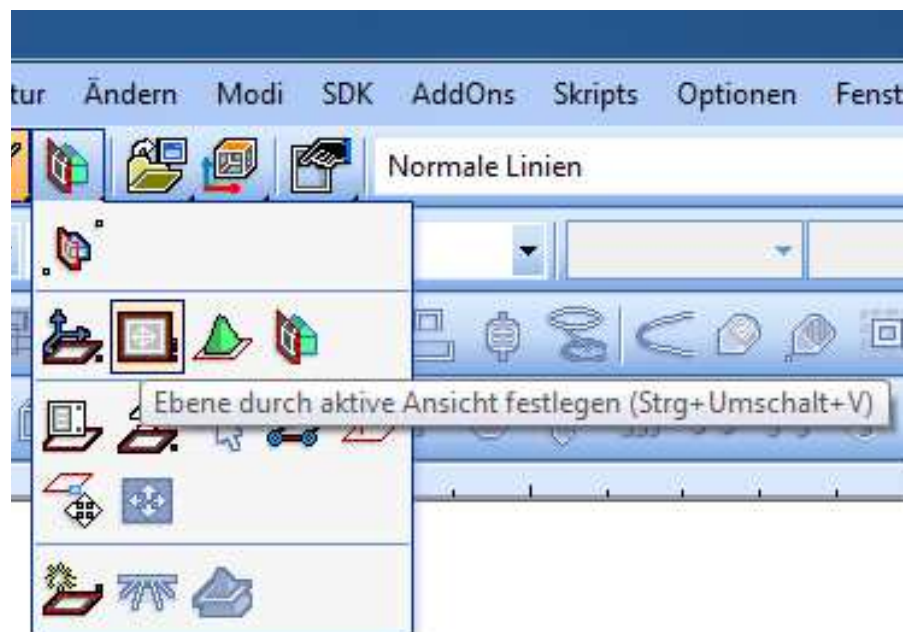 tur Ändern Modi SDK AddOns Skripts Optionen Fenst
Normale Linien
Ebene durch aktive Ansicht festlegen (Strg+Umschalt+V)